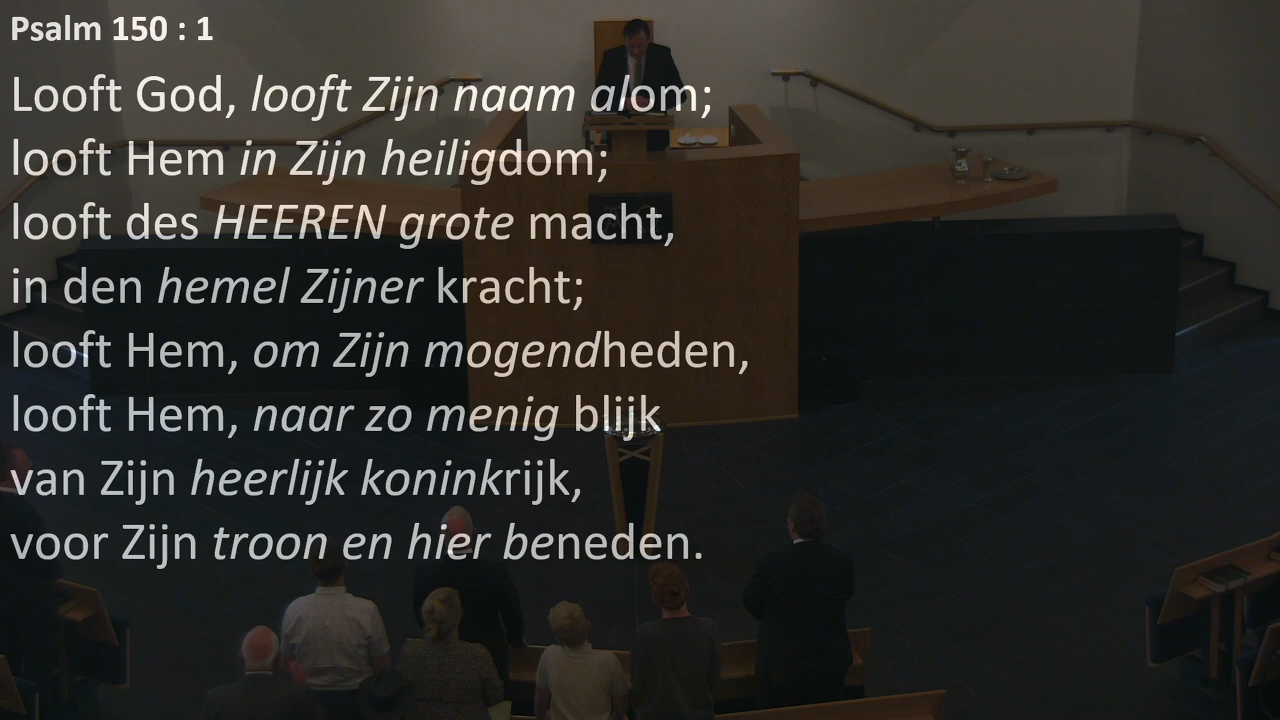 Psalm 150 : 1
Looft God, looft Zijn naam alom;
looft Hem in Zijn heiligdom;
looft des HEEREN grote macht,
in den hemel Zijner kracht;
looft Hem, om Zijn mogendheden,
looft Hem, naar zo menig blijk
van Zijn heerlijk koninkrijk,
voor Zijn troon en hier beneden.